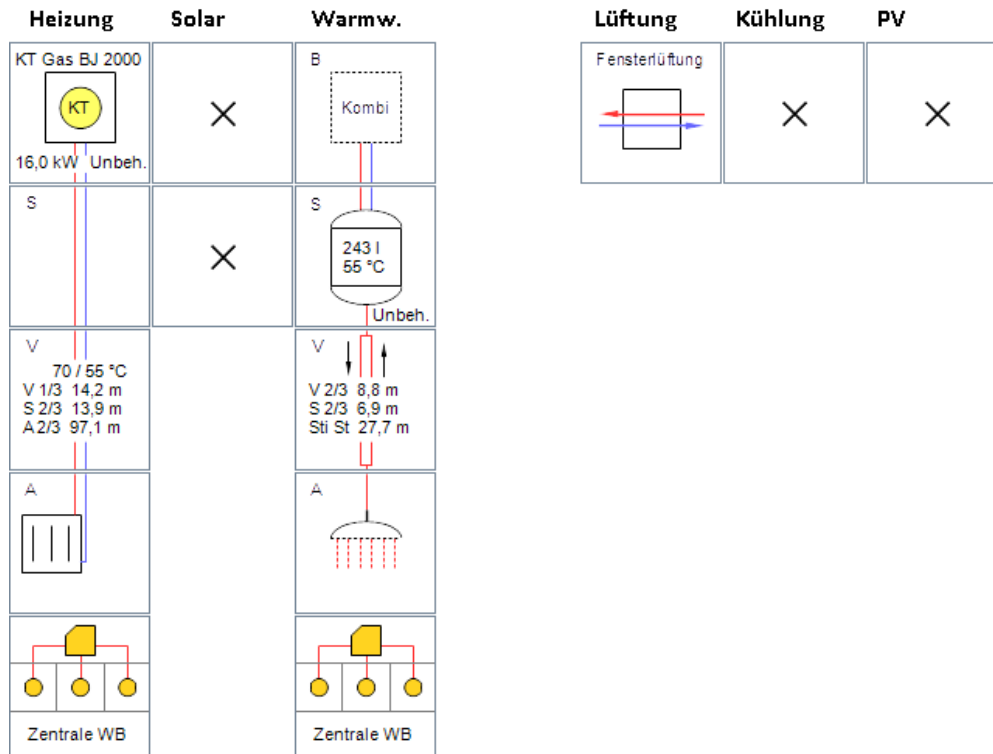 Heizung Solar Warmw. Lüftung Kühlung PV
KT Gas BJ 2000
KT
16,0 kW Unbeh.
B
Kombi
Fensterlüftung
S
S
243 l
55 °C
Unbeh.
V
70 / 55 °C
V 1/3 14,2 m
S 2/3 13,9 m
A 2/3 97,1 m
V
V 2/3 8,8 m
S 2/3 6,9 m
Sti St 27,7 m
A
A
Zentrale WB
Zentrale WB